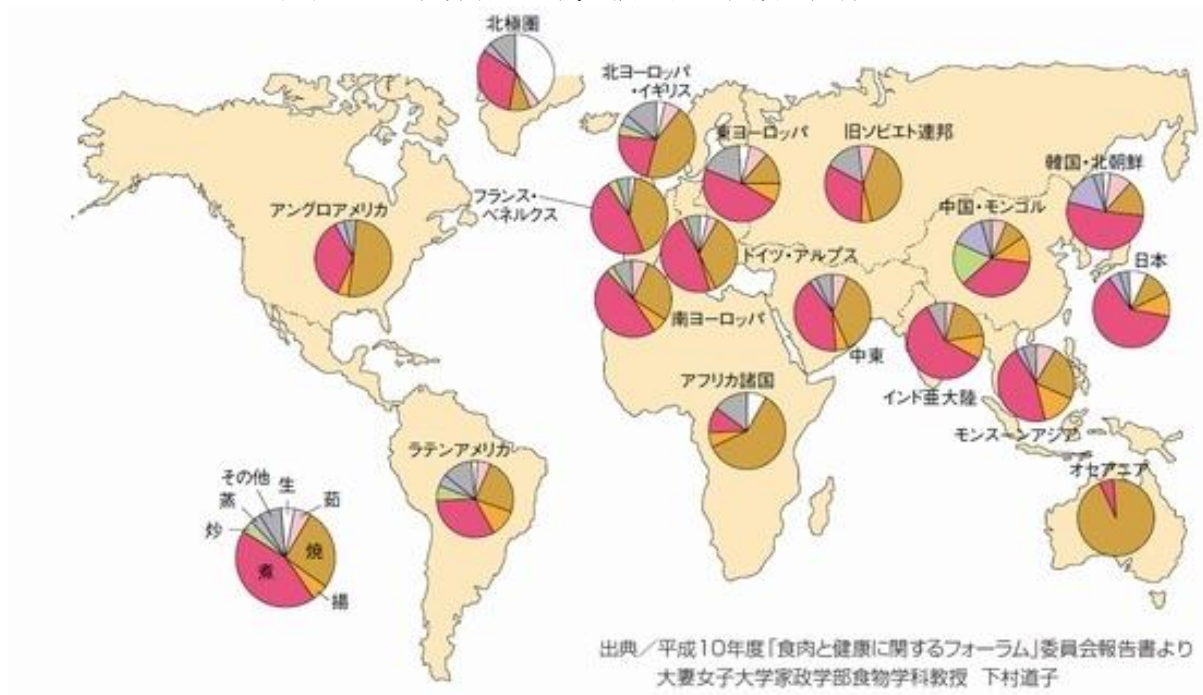 北極圏
北ヨーロッパ
・イギリス
東ヨーロッパ
旧ソビエト連邦
韓国・北朝鮮
フランス・
ベネルクス
アングロアメリカ
中国・モンゴル
日本
ドイツ・アルプス
南ヨーロッパ
中東
アフリカ諸国
インド亜大陸
モンスーンアジア
ラテンアメリカ
オセアニア
その他
生
蒸
茹
炒
焼
煮
揚
出典／平成10年度「食肉と健康に関するフォーラム」委員会報告書より
大妻女子大学家政学部食物学科教授 下村道子